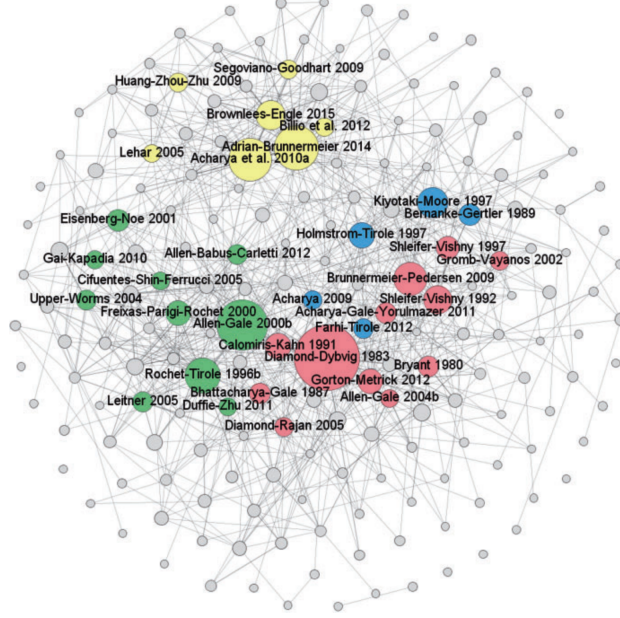 Segoviano-Goodhart 2009
Huang-Zhou-Zhu 2009
Brownlees-Engle 2015
Billio et al. 2012
Adrian-Brunnermeier 2014
Lehar 2005
Acharya et al. 2010a
Kiyotaki-Moore 1997
Bernanke-Gertler 1989
Eisenberg-Noe 2001
Holmstrom-Tirole 1997
Shleifer-Vishny 1997
Allen-Babus-Carletti 2012
Gai-Kapadia 2010
Gromb-Vayanos 2002
Cifuentes-Shin-Ferrucci 2005
Brunnermeier-Pedersen 2009
Upper-Worms 2004
Acharya 2009
Shleifer-Vishny 1992
Freixas-Parigi-Rochet 2000
Acharya-Gale-Yorulmazer 2011
Allen-Gale 2000b
Farhi-Tirole 2012
Calomiris-Kahn 1991
Diamond-Dybvig 1983
Bryant 1980
Rochet-Tirole 1996b
Gorton-Metrick 2012
Bhattacharya-Gale 1987
Allen-Gale 2004b
Leitner 2005
Duffie-Zhu 2011
Diamond-Rajan 2005